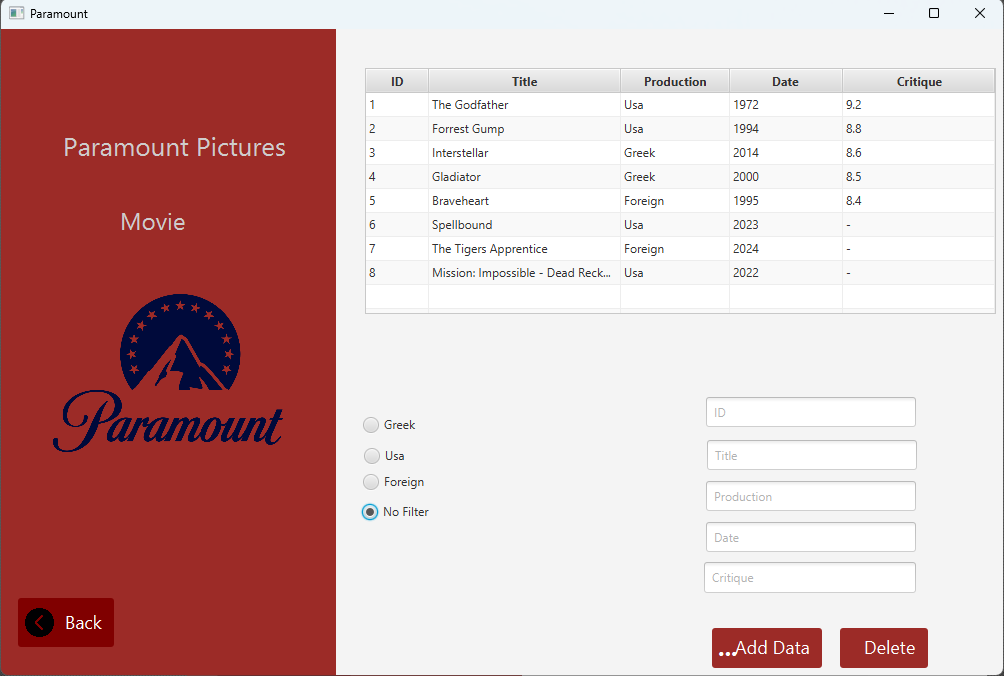 Paramount
Paramount Pictures
Movie
Paramount
Back
ID Title Production Date Critique
1 The Godfather Usa 1972 9.2
2 Forrest Gump Usa 1994 8.8
3 Interstellar Greek 2014 8.6
4 Gladiator Greek 2000 8.5
5 Braveheart Foreign 1995 8.4
6 Spellbound Usa 2023 -
7 The Tigers Apprentice Foreign 2024 -
8 Mission: Impossible - Dead Reck... Usa 2022 -
Greek
Usa
Foreign
No Filter
ID
Title
Production
Date
Critique
...Add Data
Delete